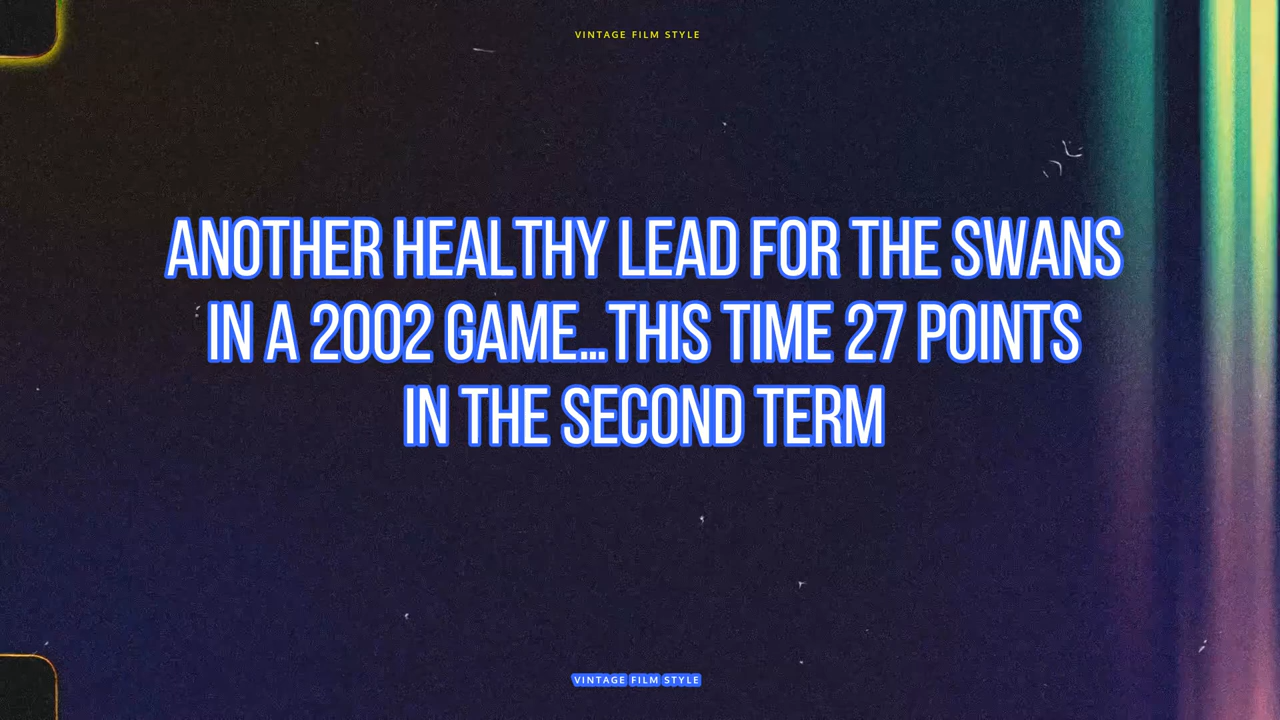 VINTAGE FILM STYLE
ANOTHER HEALTHY LEAD FOR THE SWANS
IN A 2002 GAME...THIS TIME 27 POINTS
IN THE SECOND TERM
VINTAGE FILM STYLE